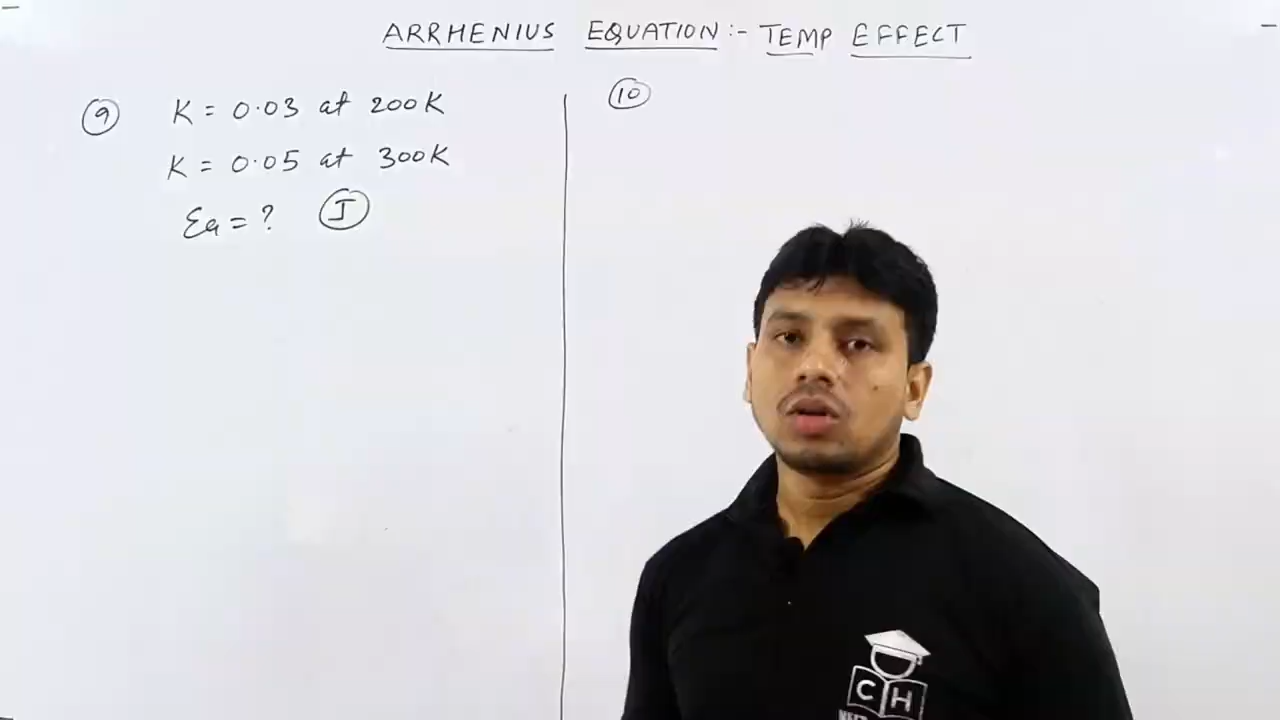 ARRHENIUS EQUATION :- TEMP EFFECT
9 K = 0.03 at 200K
K = 0.05 at 300K
Ea = ? J
10
CH